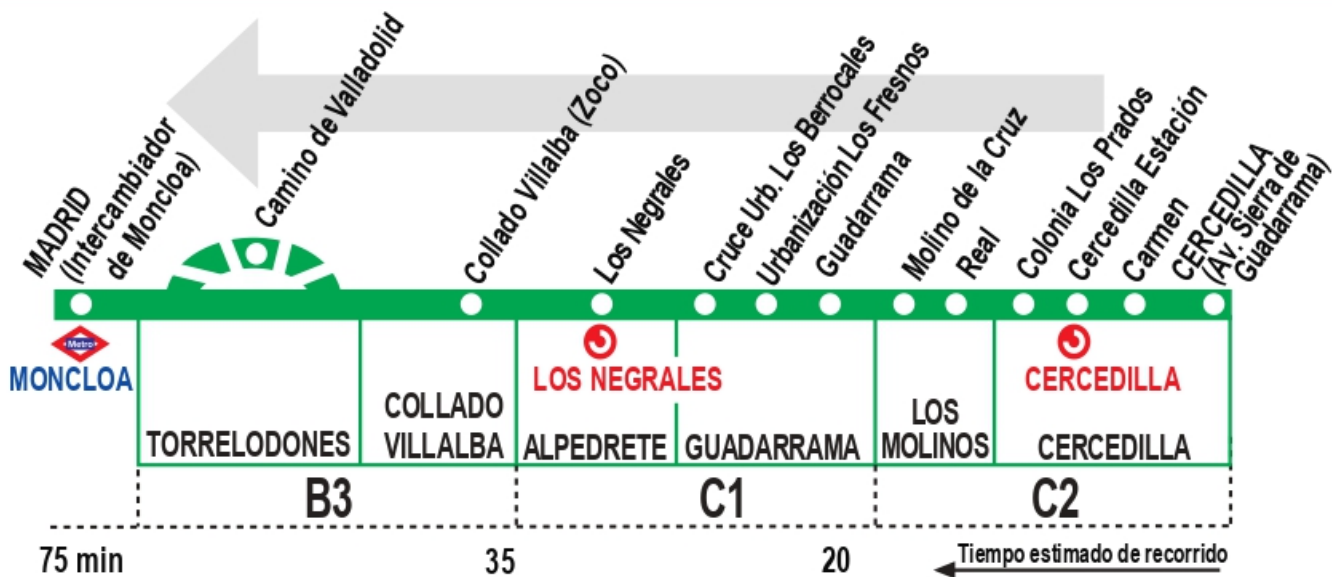 MADRID
(Intercambiador
de Moncloa)
Camino de Valladolid
Collado Villalba (Zoco)
Los Negrales
Cruce Urb. Los Berrocales
Urbanización Los Fresnos
Guadarrama
Molino de la Cruz
Real
Colonia Los Prados
Cercedilla Estación
Carmen
CERCEDILLA
(Av. Sierra de
Guadarrama)
Metro
MONCLOA
LOS NEGRALES
CERCEDILLA
TORRELODONES
COLLADO
VILLALBA
ALPEDRETE
GUADARRAMA
LOS
MOLINOS
CERCEDILLA
B3
C1
C2
75 min
35
20
Tiempo estimado de recorrido